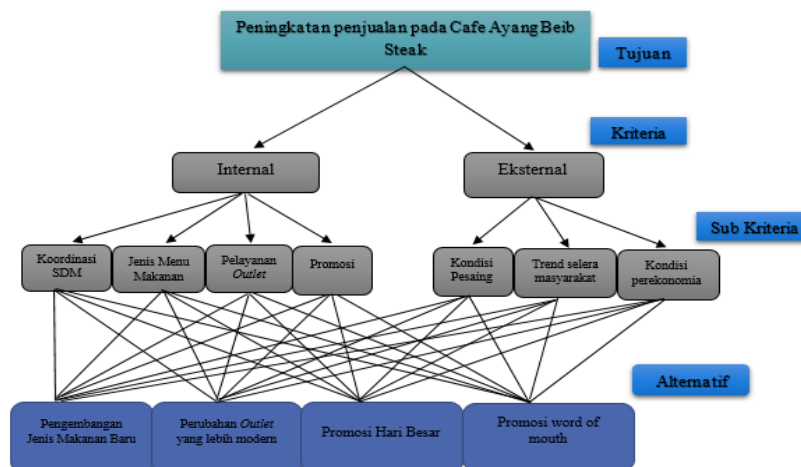 Peningkatan penjualan pada Cafe Ayang Beib
Steak
Tujuan
Kriteria
Internal
Eksternal
Sub Kriteria
Koordinasi
SDM
Jenis Menu
Makanan
Pelayanan
Outlet
Promosi
Kondisi
Pesaing
Trend selera
masyarakat
Kondisi
perekonomia
Alternatif
Pengembangan
Jenis Makanan Baru
Perubahan Outlet
yang lebih modern
Promosi Hari Besar
Promosi word of
mouth